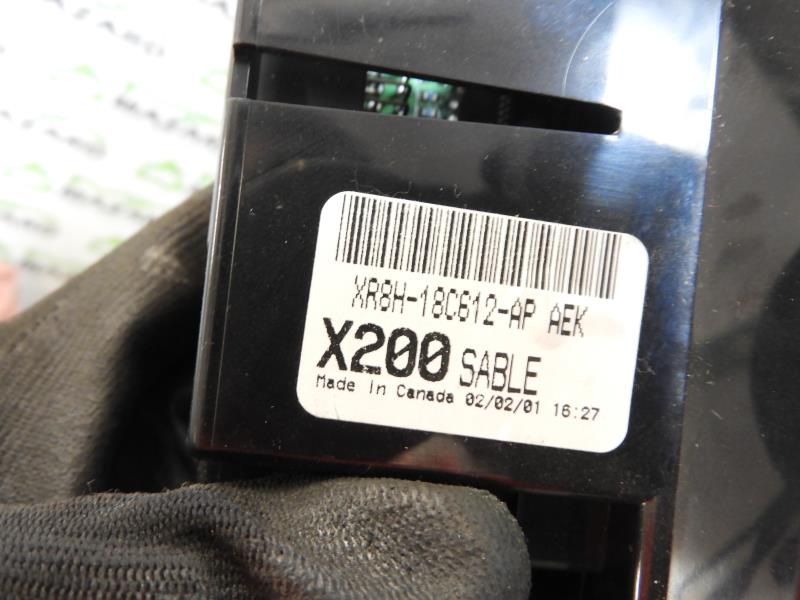 XR8H-18C612-AP AEK
X200 SABLE
Made In Canada 02/02/01 16:27